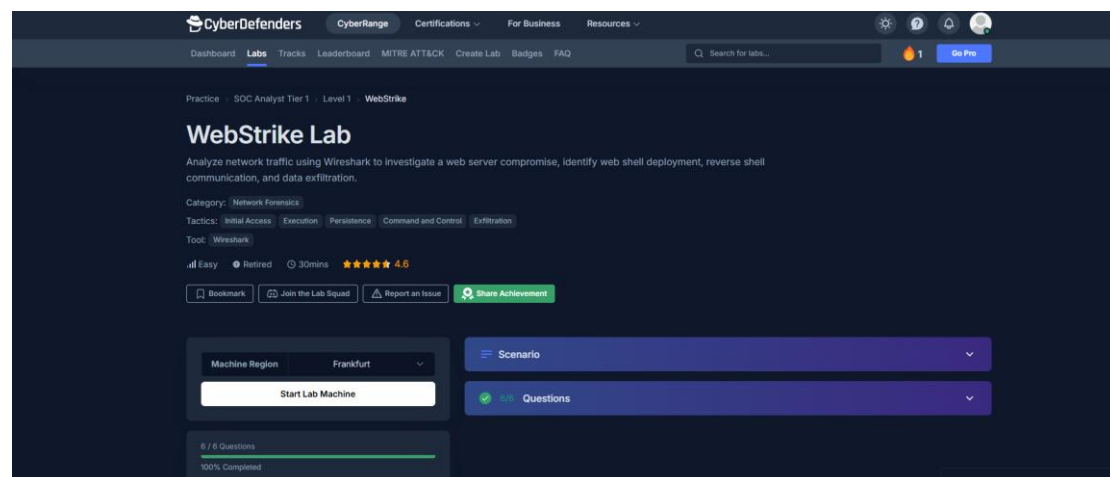 CyberDefenders CyberRange Certifications For Business Resources
Dashboard Labs Tracks Leaderboard MITRE ATT&CK Create Lab Badges FAQ Search for labs... 1 Go Pro
Practice SOC Analyst Tier 1 Level 1 WebStrike
WebStrike Lab
Analyze network traffic using Wireshark to investigate a web server compromise, identify web shell deployment, reverse shell
communication, and data exfiltration.
Category: Network Forensics
Tactics: Initial Access Execution Persistence Command and Control Exfiltration
Tool: Wireshark
Easy Retired 30mins 4.6
Bookmark Join the Lab Squad Report an Issue Share Achievement
Machine Region Frankfurt
Start Lab Machine
6 / 6 Questions
100% Completed
Scenario
6/6 Questions